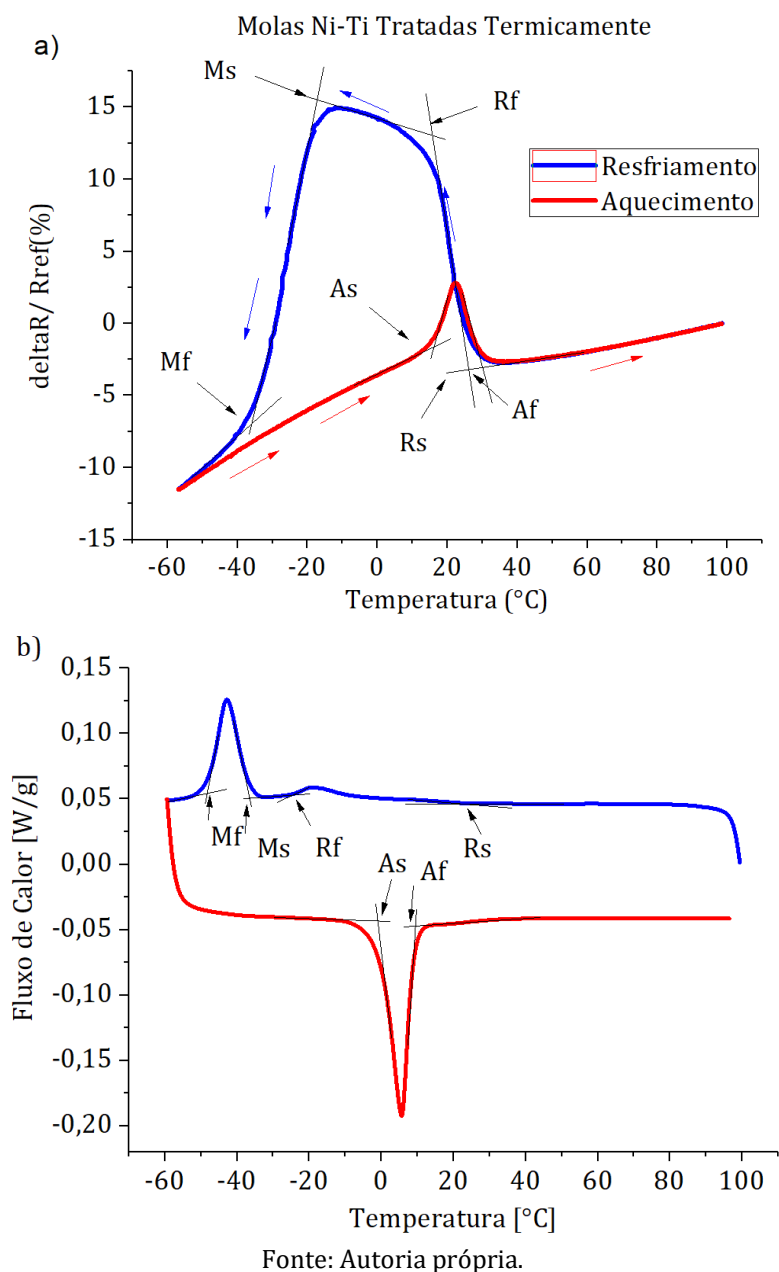 Molas Ni-Ti Tratadas Termicamente
a)
Ms
Rf
Resfriamento
Aquecimento
As
Mf
Rs
Af
deltaR/ Rref(%)
15
10
5
0
-5
-10
-15
-60 -40 -20 0 20 40 60 80 100
Temperatura (°C)
b)
0,15
0,10
0,05
0,00
-0,05
-0,10
-0,15
-0,20
Fluxo de Calor [W/g]
Mf
Ms
Rf
Rs
As
Af
-60 -40 -20 0 20 40 60 80 100
Temperatura [°C]
Fonte: Autoria própria.